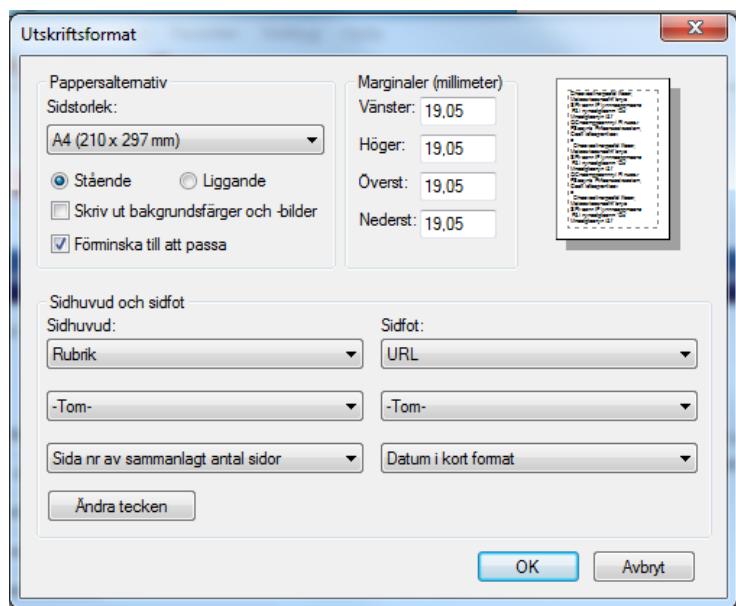 Utskriftsformat
Pappersalternativ
Sidstorlek:
A4 (210 x 297 mm)
Stående
Liggande
Skriv ut bakgrundsfärger och -bilder
Förminska till att passa
Marginaler (millimeter)
Vänster: 19,05
Höger: 19,05
Överst: 19,05
Nederst: 19,05
Sidhuvud och sidfot
Sidhuvud:
Rubrik
-Tom-
Sida nr av sammanlagt antal sidor
Sidfot:
URL
-Tom-
Datum i kort format
Ändra tecken
OK
Avbryt